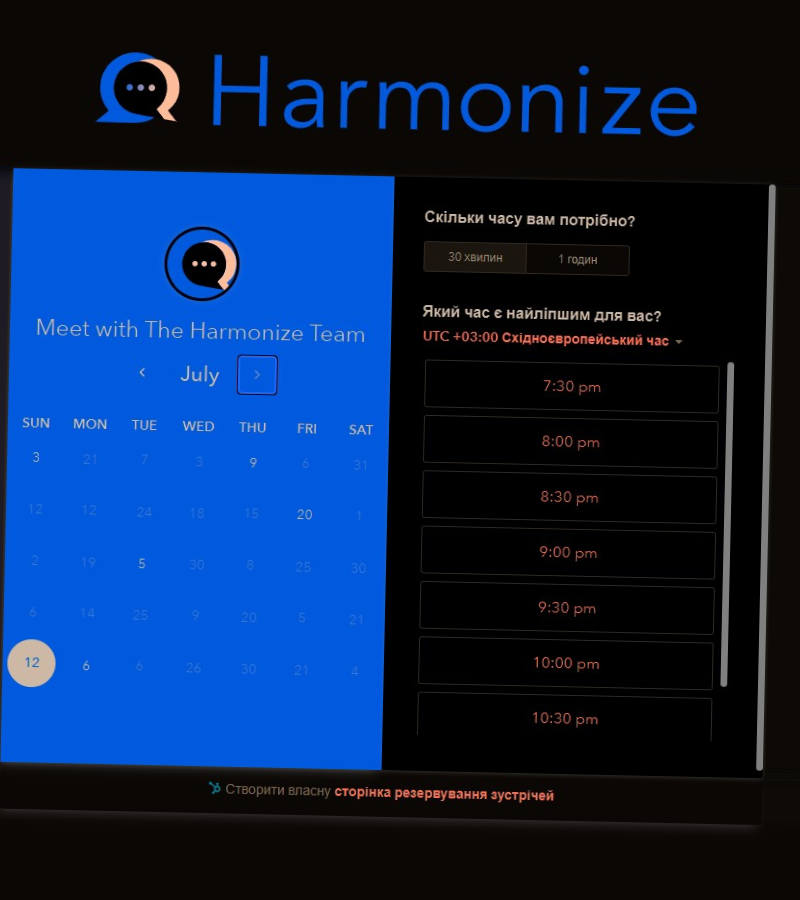 Harmonize
Meet with The Harmonize Team
July
SUN MON TUE WED THU FRI SAT
3 21 7 3 9 6 31
12 12 24 18 15 20 1
2 19 5 30 8 25 30
6 14 25 9 20 5 21
12 6 6 26 30 21 4
Скільки часу вам потрібно?
30 хвилин 1 годин
Який час є найліпшим для вас?
UTC +03:00 Східноєвропейський час
7:30 pm
8:00 pm
8:30 pm
9:00 pm
9:30 pm
10:00 pm
10:30 pm
Створити власну сторінка резервування зустрічей